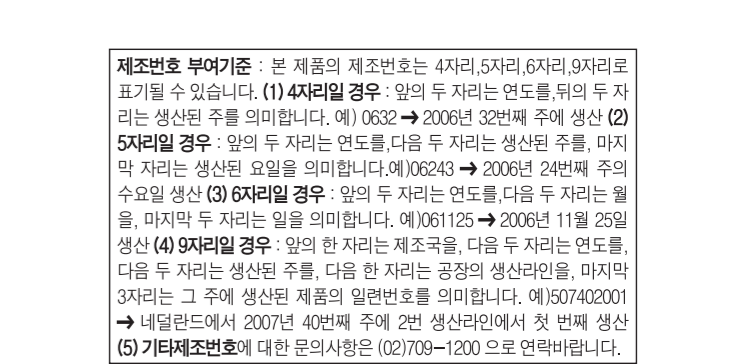 제조번호 부여기준 : 본 제품의 제조번호는 4자리,5자리,6자리,9자리로
표기될 수 있습니다. (1) 4자리일 경우 : 앞의 두 자리는 연도를,뒤의 두 자
리는 생산된 주를 의미합니다. 예) 0632 ➜ 2006년 32번째 주에 생산 (2)
5자리일 경우 : 앞의 두 자리는 연도를,다음 두 자리는 생산된 주를, 마지
막 자리는 생산된 요일을 의미합니다.예)06243 ➜ 2006년 24번째 주의
수요일 생산 (3) 6자리일 경우 : 앞의 두 자리는 연도를,다음 두 자리는 월
을, 마지막 두 자리는 일을 의미합니다. 예)061125 ➜ 2006년 11월 25일
생산 (4) 9자리일 경우 : 앞의 한 자리는 제조국을, 다음 두 자리는 연도를,
다음 두 자리는 생산된 주를, 다음 한 자리는 공장의 생산라인을, 마지막
3자리는 그 주에 생산된 제품의 일련번호를 의미합니다. 예)507402001
➜ 네덜란드에서 2007년 40번째 주에 2번 생산라인에서 첫 번째 생산
(5) 기타제조번호에 대한 문의사항은 (02)709-1200 으로 연락바랍니다.